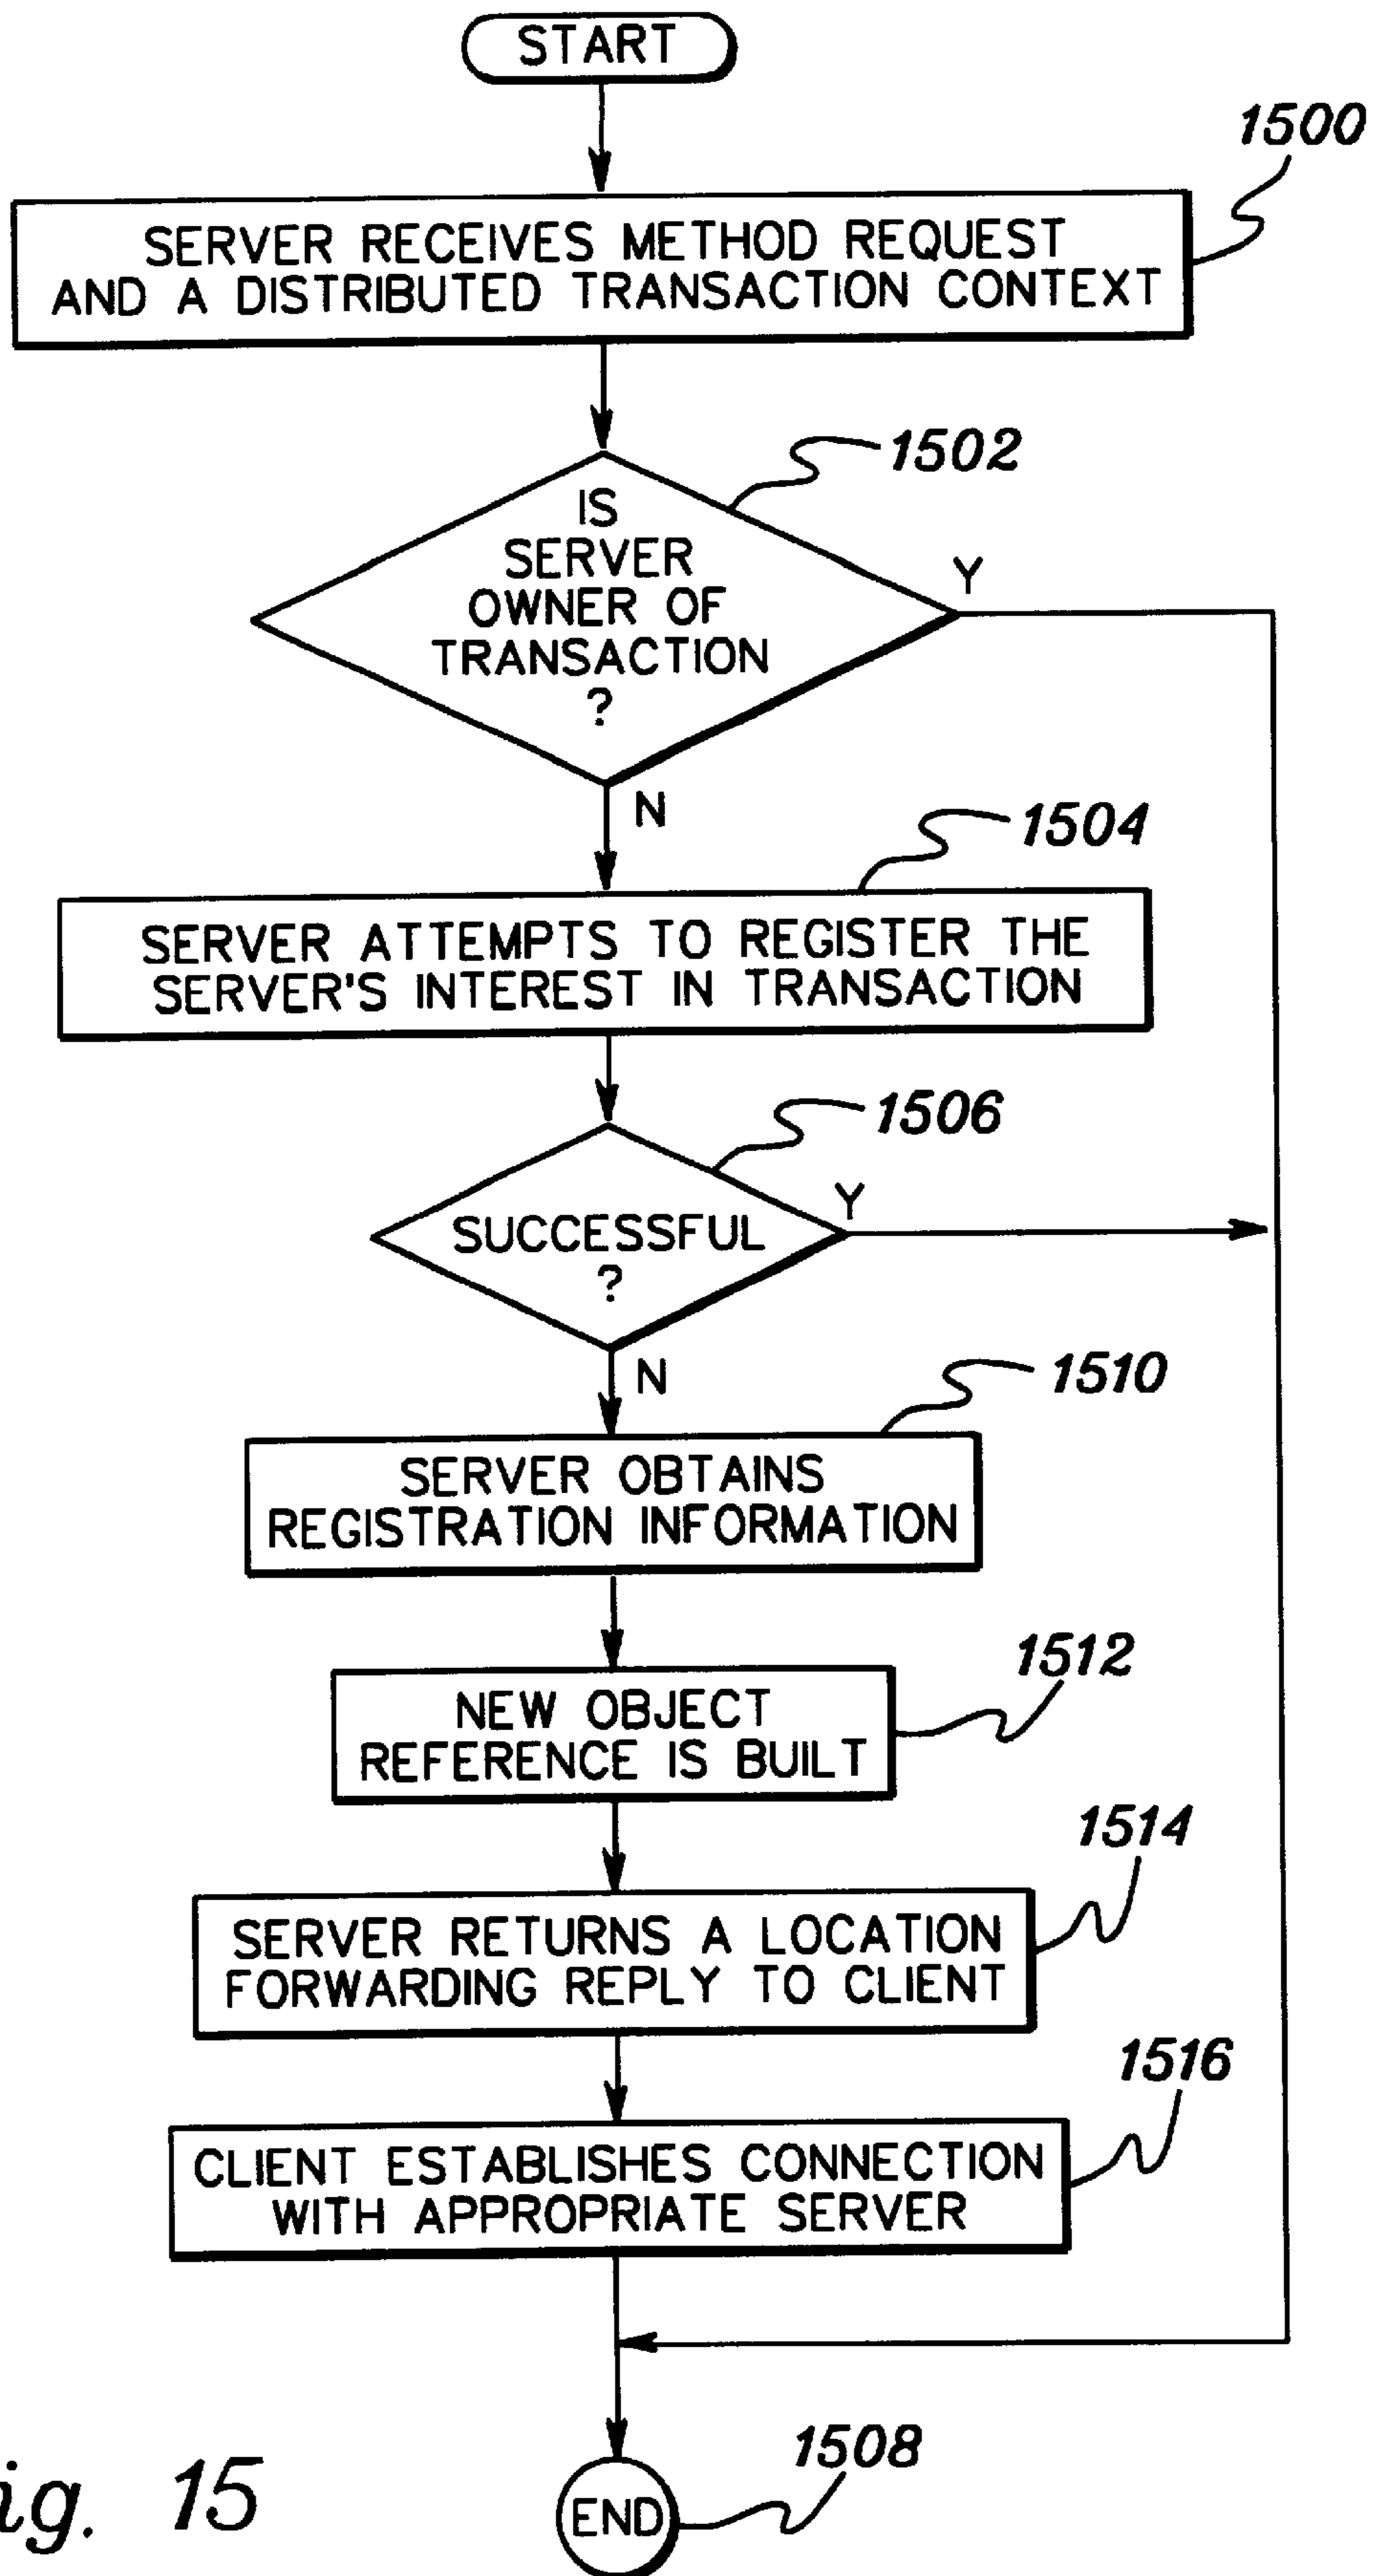 START
1500
SERVER RECEIVES METHOD REQUEST
AND A DISTRIBUTED TRANSACTION CONTEXT
1502
IS
SERVER
OWNER OF
TRANSACTION
?
Y
N
1504
SERVER ATTEMPTS TO REGISTER THE
SERVER'S INTEREST IN TRANSACTION
1506
SUCCESSFUL
?
Y
N
1510
SERVER OBTAINS
REGISTRATION INFORMATION
1512
NEW OBJECT
REFERENCE IS BUILT
1514
SERVER RETURNS A LOCATION
FORWARDING REPLY TO CLIENT
1516
CLIENT ESTABLISHES CONNECTION
WITH APPROPRIATE SERVER
1508
END
ig. 15